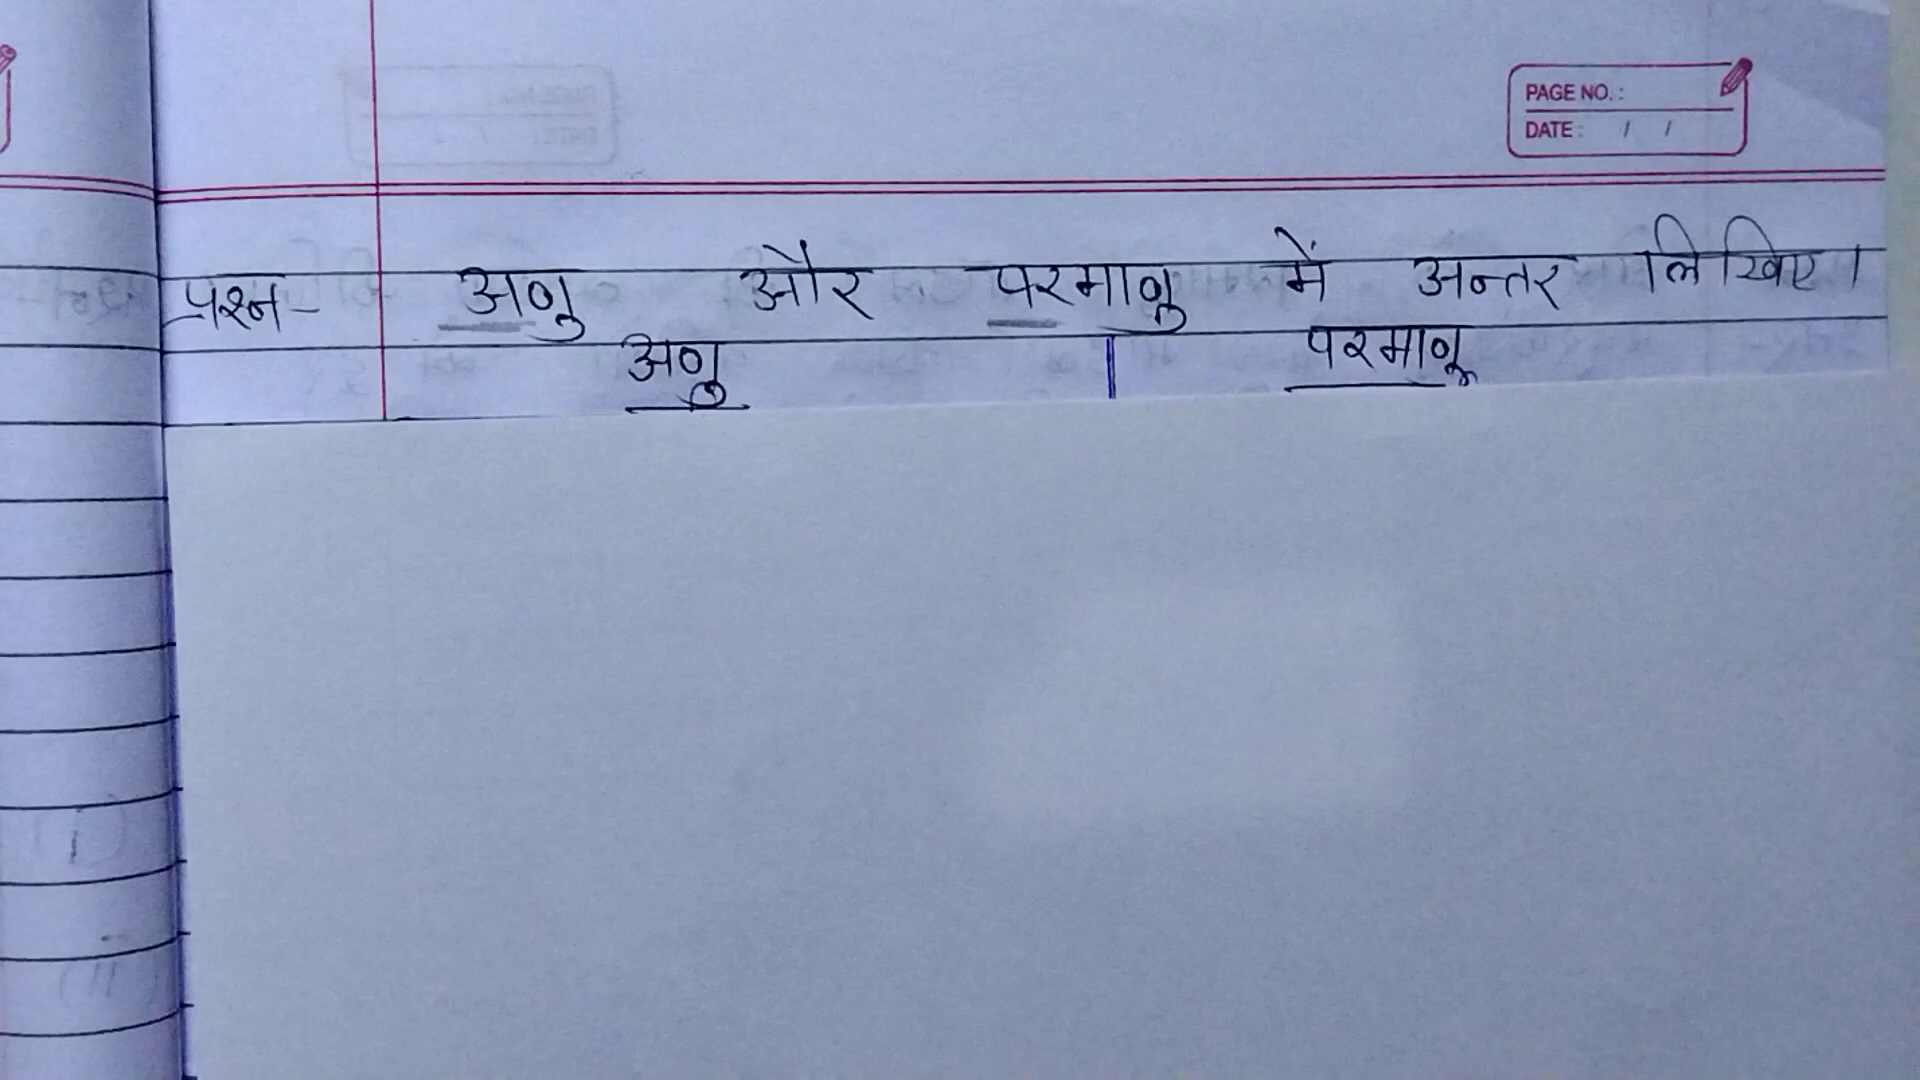 PAGE NO. :
DATE : / /
प्रश्न- अणु और परमाणु में अन्तर लिखिए।
अणु परमाणु